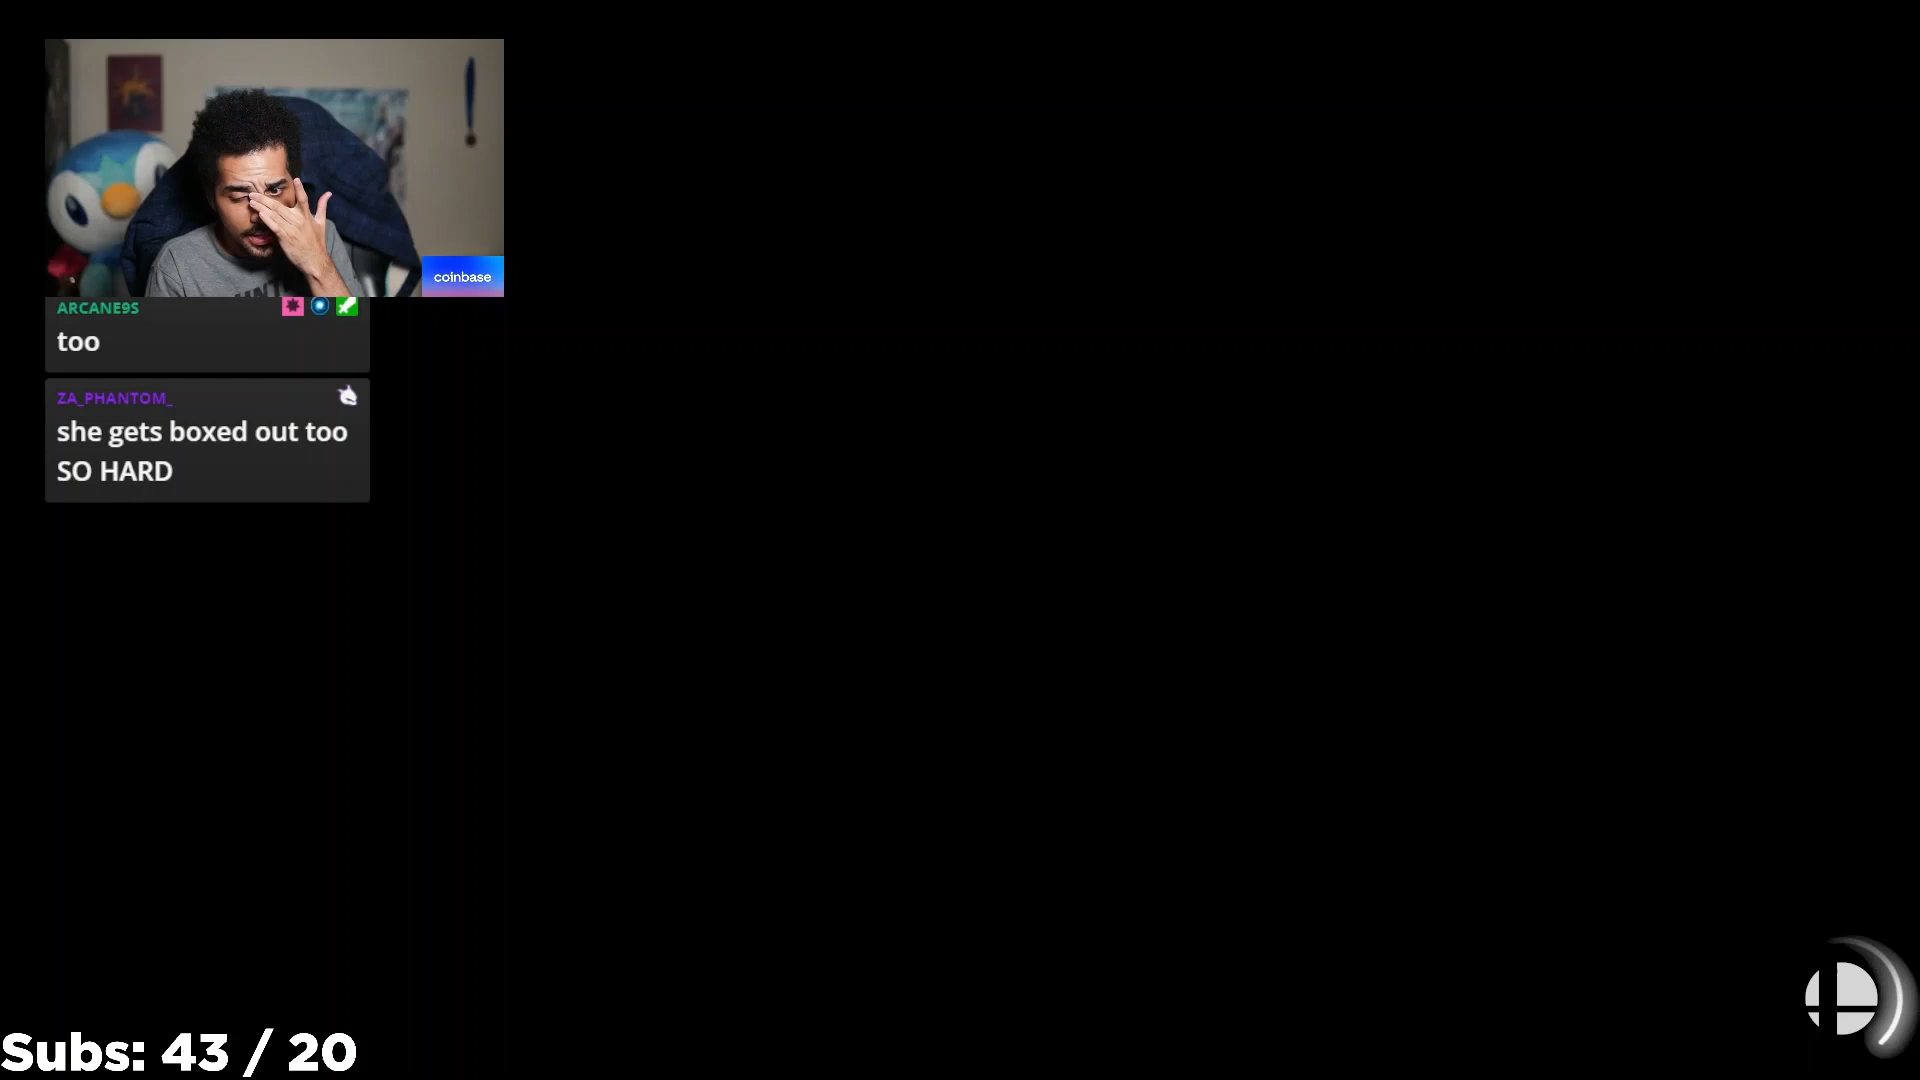 coinbase
ARCANE9S
too
ZA_PHANTOM_
she gets boxed out too
SO HARD
Subs: 43 / 20